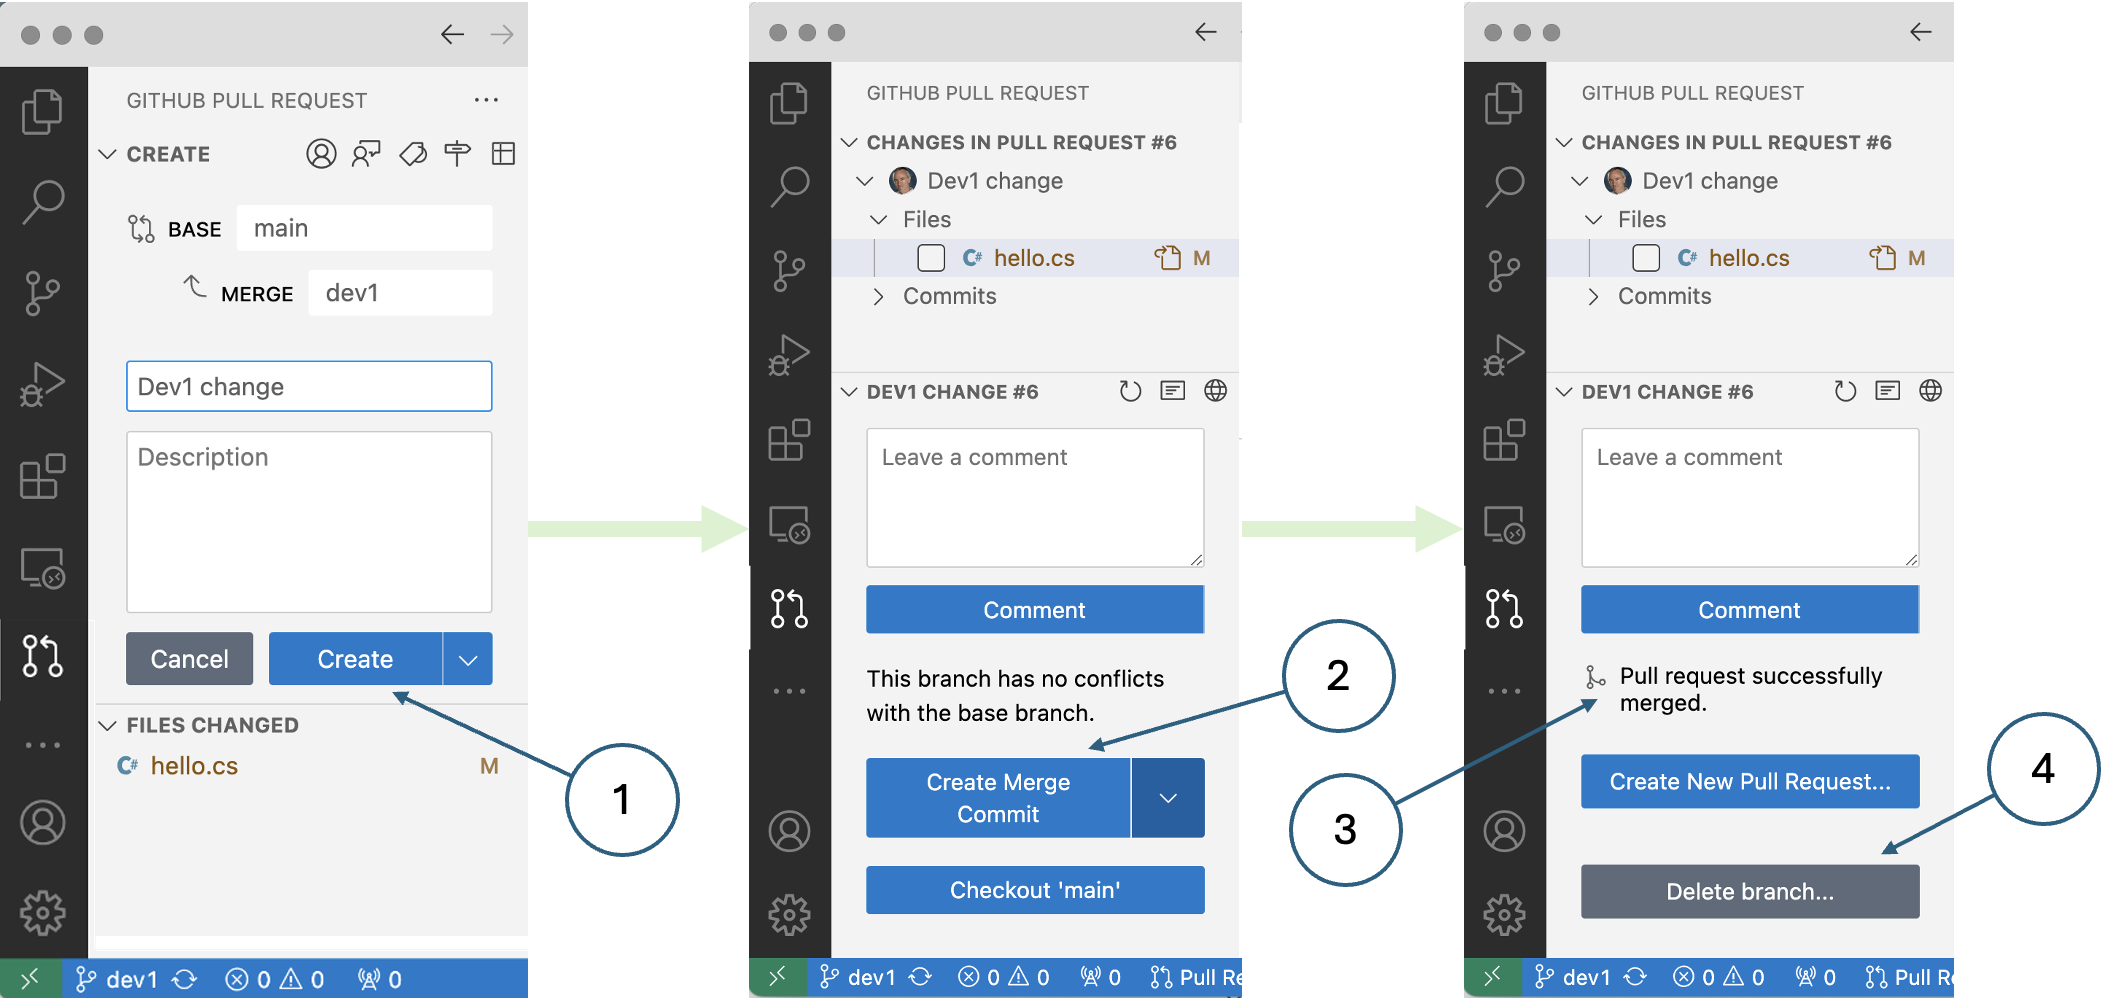 GITHUB PULL REQUEST
CREATE
BASE main
MERGE dev1
Dev1 change
Description
Cancel
Create
FILES CHANGED
C# hello.cs M
dev1 0 0 0
1
GITHUB PULL REQUEST
CHANGES IN PULL REQUEST #6
Dev1 change
Files
C# hello.cs M
Commits
DEV1 CHANGE #6
Leave a comment
Comment
This branch has no conflicts
with the base branch.
Create Merge
Commit
Checkout 'main'
dev1 0 0 0 Pull Re
2
3
GITHUB PULL REQUEST
CHANGES IN PULL REQUEST #6
Dev1 change
Files
C# hello.cs M
Commits
DEV1 CHANGE #6
Leave a comment
Comment
Pull request successfully
merged.
Create New Pull Request...
Delete branch...
dev1 0 0 0 Pull Re
4